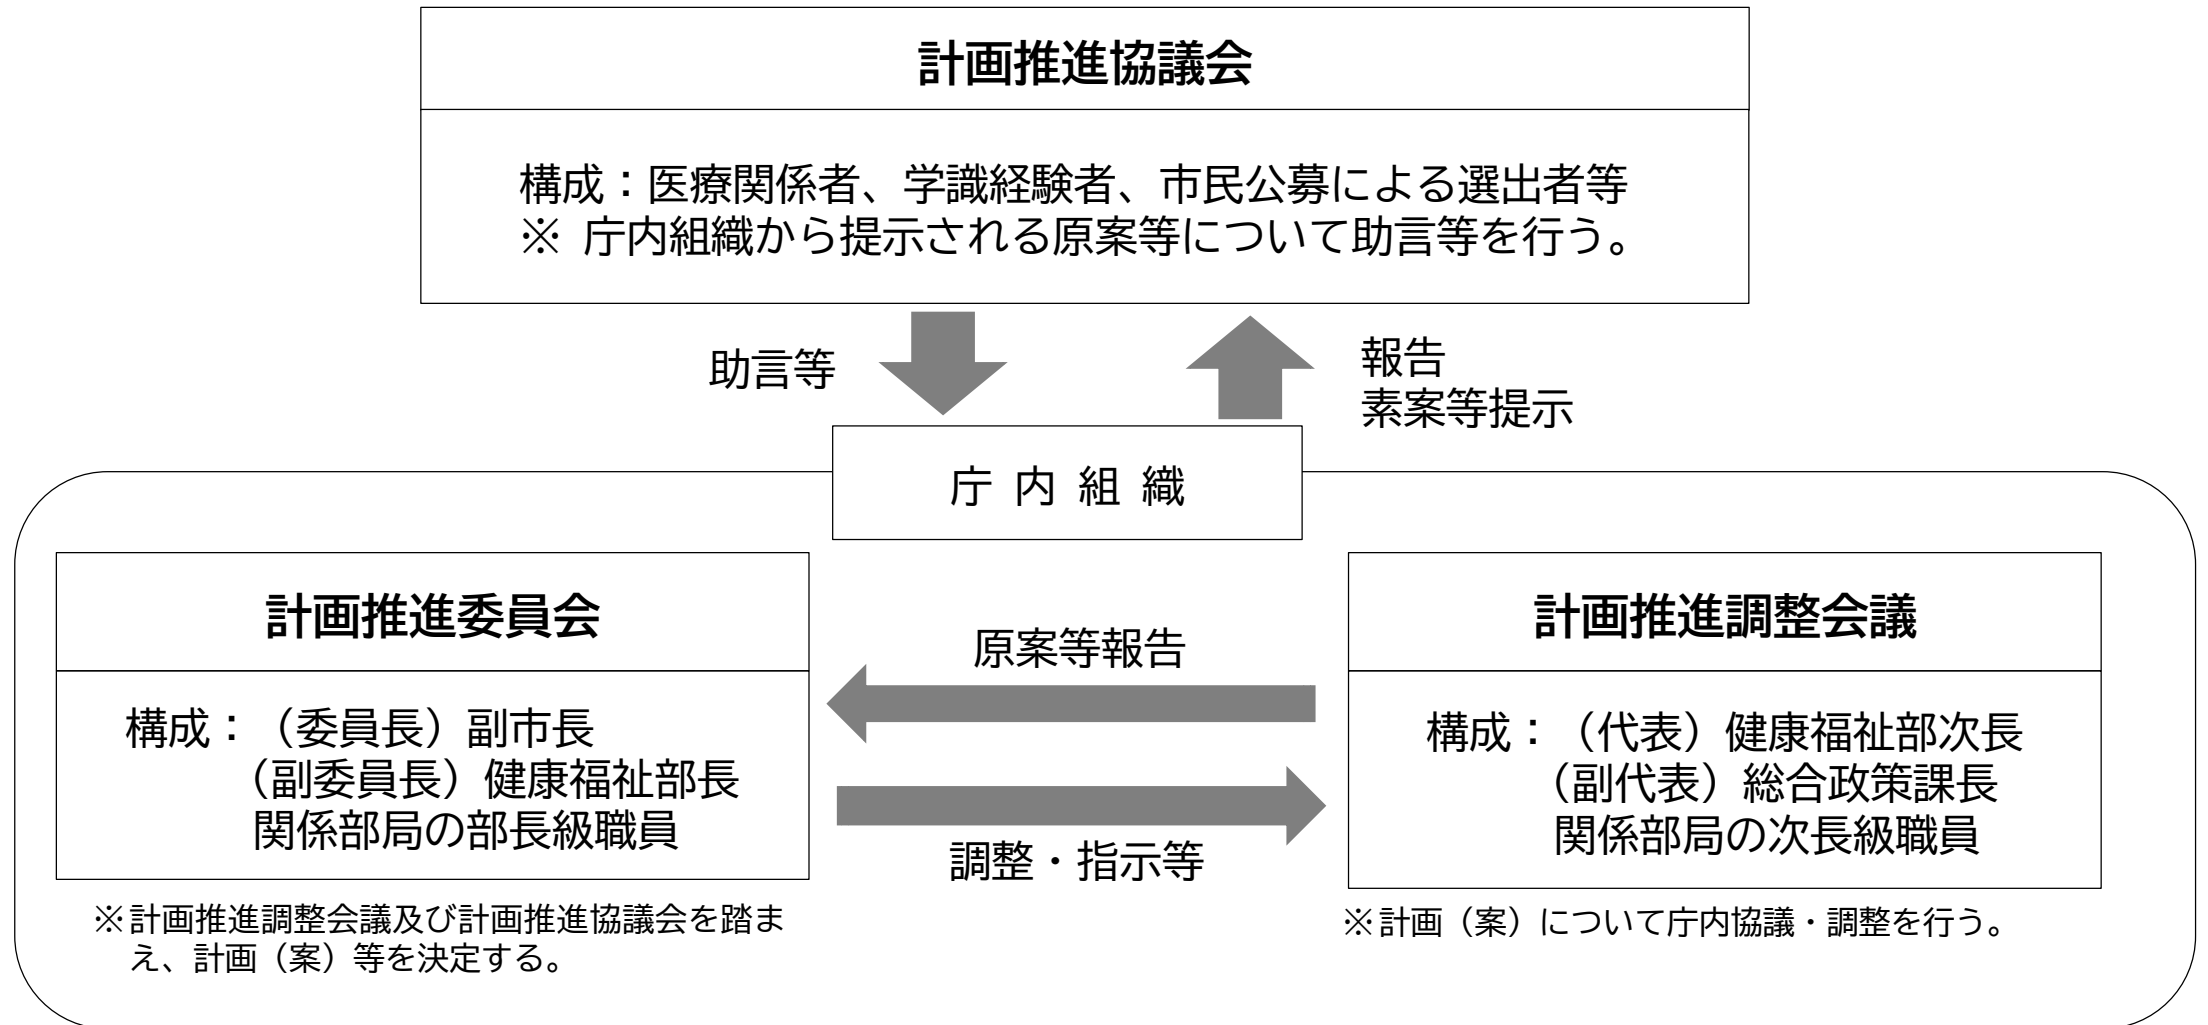 計画推進協議会
構成：医療関係者、学識経験者、市民公募による選出者等
※ 庁内組織から提示される原案等について助言等を行う。
助言等
報告
素案等提示
庁 内 組 織
計画推進委員会
構成：（委員長）副市長
（副委員長）健康福祉部長
関係部局の部長級職員
※計画推進調整会議及び計画推進協議会を踏ま
え、計画（案）等を決定する。
原案等報告
調整・指示等
計画推進調整会議
構成：（代表）健康福祉部次長
（副代表）総合政策課長
関係部局の次長級職員
※計画（案）について庁内協議・調整を行う。